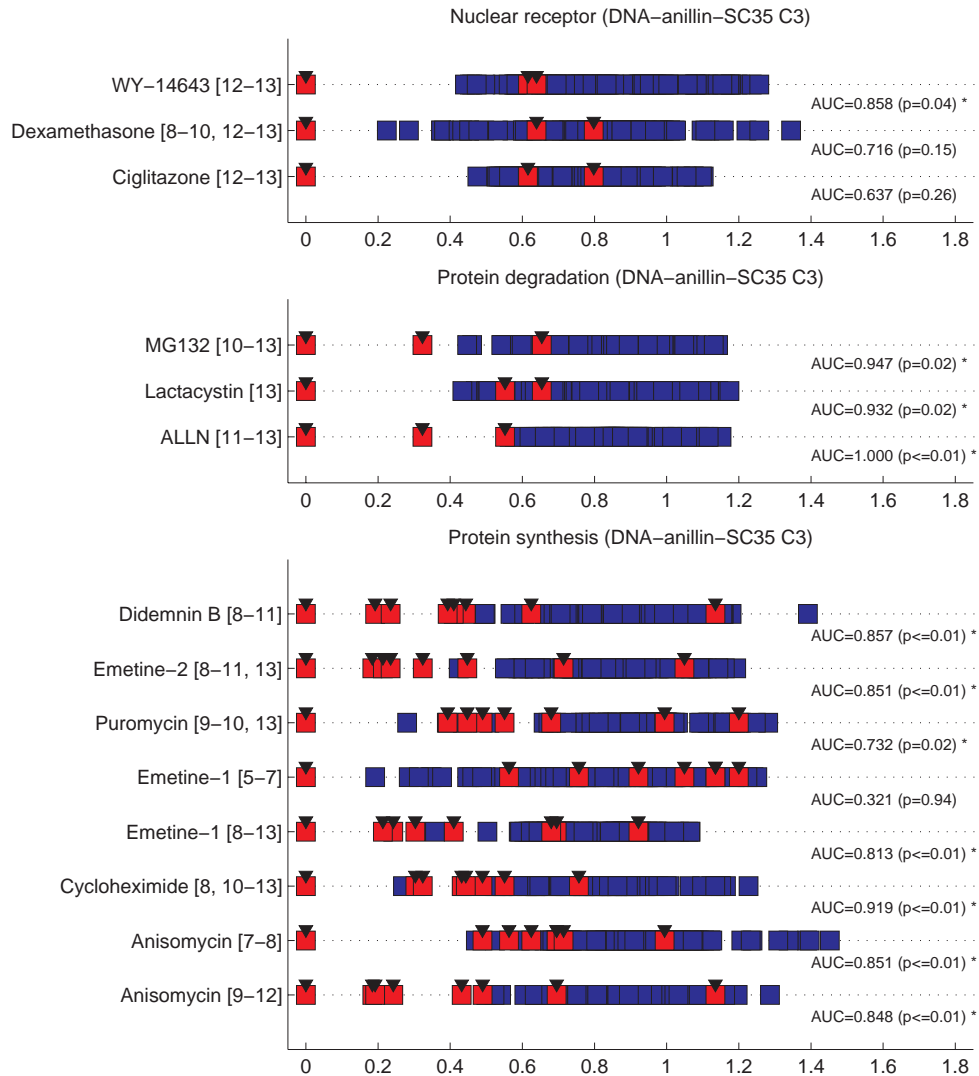 Nuclear receptor (DNA−anillin−SC35 C3)
WY−14643 [12−13]
AUC=0.858 (p=0.04) *
Dexamethasone [8−10, 12−13]
AUC=0.716 (p=0.15)
Ciglitazone [12−13]
AUC=0.637 (p=0.26)
0 0.2 0.4 0.6 0.8 1 1.2 1.4 1.6 1.8
Protein degradation (DNA−anillin−SC35 C3)
MG132 [10−13]
AUC=0.947 (p=0.02) *
Lactacystin [13]
AUC=0.932 (p=0.02) *
ALLN [11−13]
AUC=1.000 (p<=0.01) *
0 0.2 0.4 0.6 0.8 1 1.2 1.4 1.6 1.8
Protein synthesis (DNA−anillin−SC35 C3)
Didemnin B [8−11]
AUC=0.857 (p<=0.01) *
Emetine−2 [8−11, 13]
AUC=0.851 (p<=0.01) *
Puromycin [9−10, 13]
AUC=0.732 (p=0.02) *
Emetine−1 [5−7]
AUC=0.321 (p=0.94)
Emetine−1 [8−13]
AUC=0.813 (p<=0.01) *
Cycloheximide [8, 10−13]
AUC=0.919 (p<=0.01) *
Anisomycin [7−8]
AUC=0.851 (p<=0.01) *
Anisomycin [9−12]
AUC=0.848 (p<=0.01) *
0 0.2 0.4 0.6 0.8 1 1.2 1.4 1.6 1.8